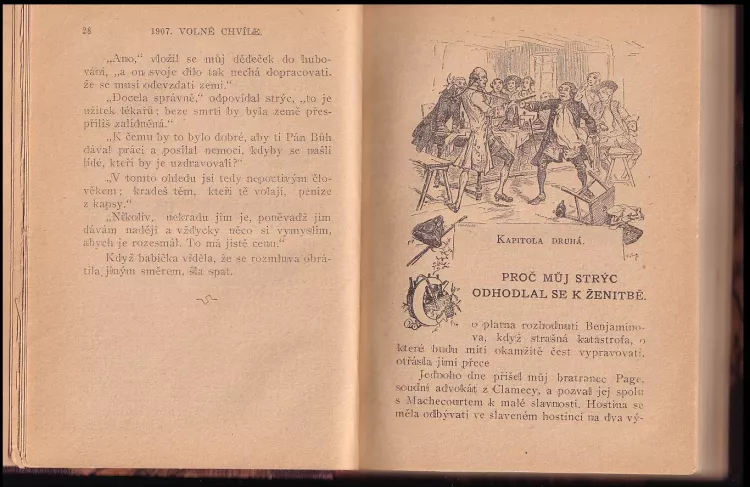 28 1907. VOLNÉ CHVÍLE.
„Ano,“ vložil se můj dědeček do hubo-
vání, „a on svoje dílo tak nechá dopracovati,
že se musí odevzdati zemi.“
„Docela správně,“ odpovídal strýc, „to je
užitek lékařů; beze smrti by byla země přes-
příliš zalidněná.“
„K čemu by to bylo dobré, aby ti Pán Bůh
dával práci a posílal nemoci, kdyby se našli
lidé, kteří by je uzdravovali?“
„V tomto ohledu jsi tedy nepoctivým člo-
věkem; kradeš těm, kteří tě volají, peníze
z kapsy.“
„Nikoliv, nekradu jim je, poněvadž jim
dávám naději a vždycky něco si vymyslím,
abych je rozesmál. To má jistě cenu.“
Když babička viděla, že se rozmluva obrá-
tila jiným směrem, šla spat.
KAPITOLA DRUHÁ.
PROČ MŮJ STRÝC
ODHODLAL SE K ŽENITBĚ.
Co platna rozhodnutí Benjamino-
va, když strašná katastrofa, o
které budu míti okamžitě čest vypravovati,
otřásla jimi přece
Jednoho dne přišel můj bratranec Page,
soudní advokát z Clamecy, a pozval jej spolu
s Machecourtem k malé slavnosti. Hostina se
měla odbývati ve slaveném hostinci na dva vý-